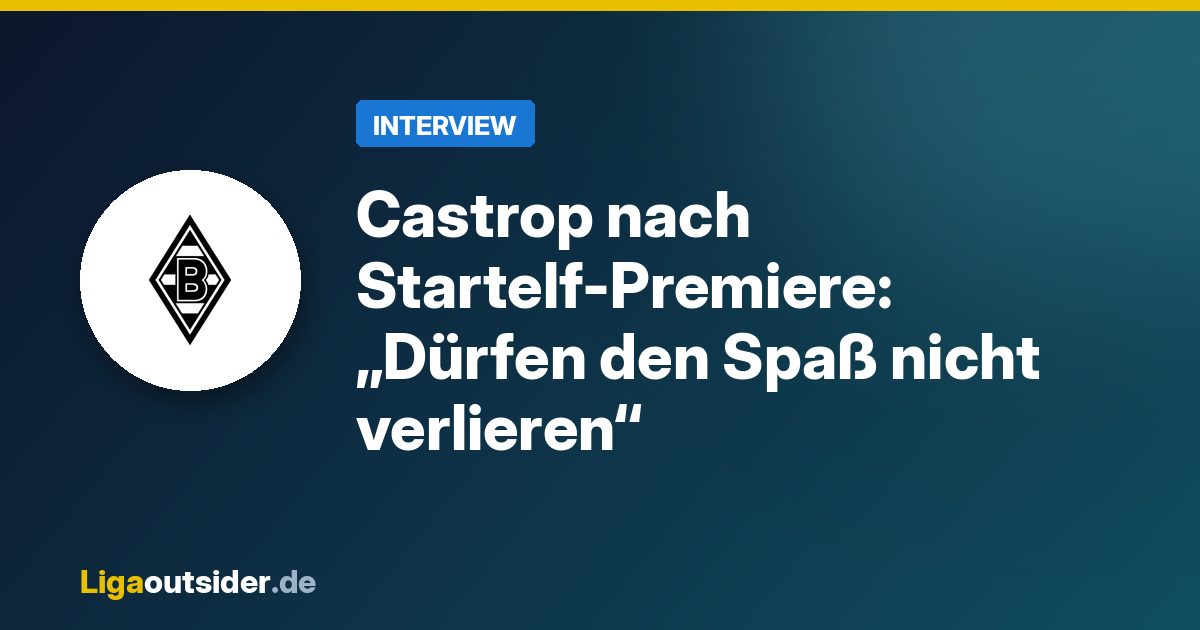 INTERVIEW
Castrop nach
Startelf-Premiere:
„Dürfen den Spaß nicht
verlieren“
B
Ligaoutsider.de